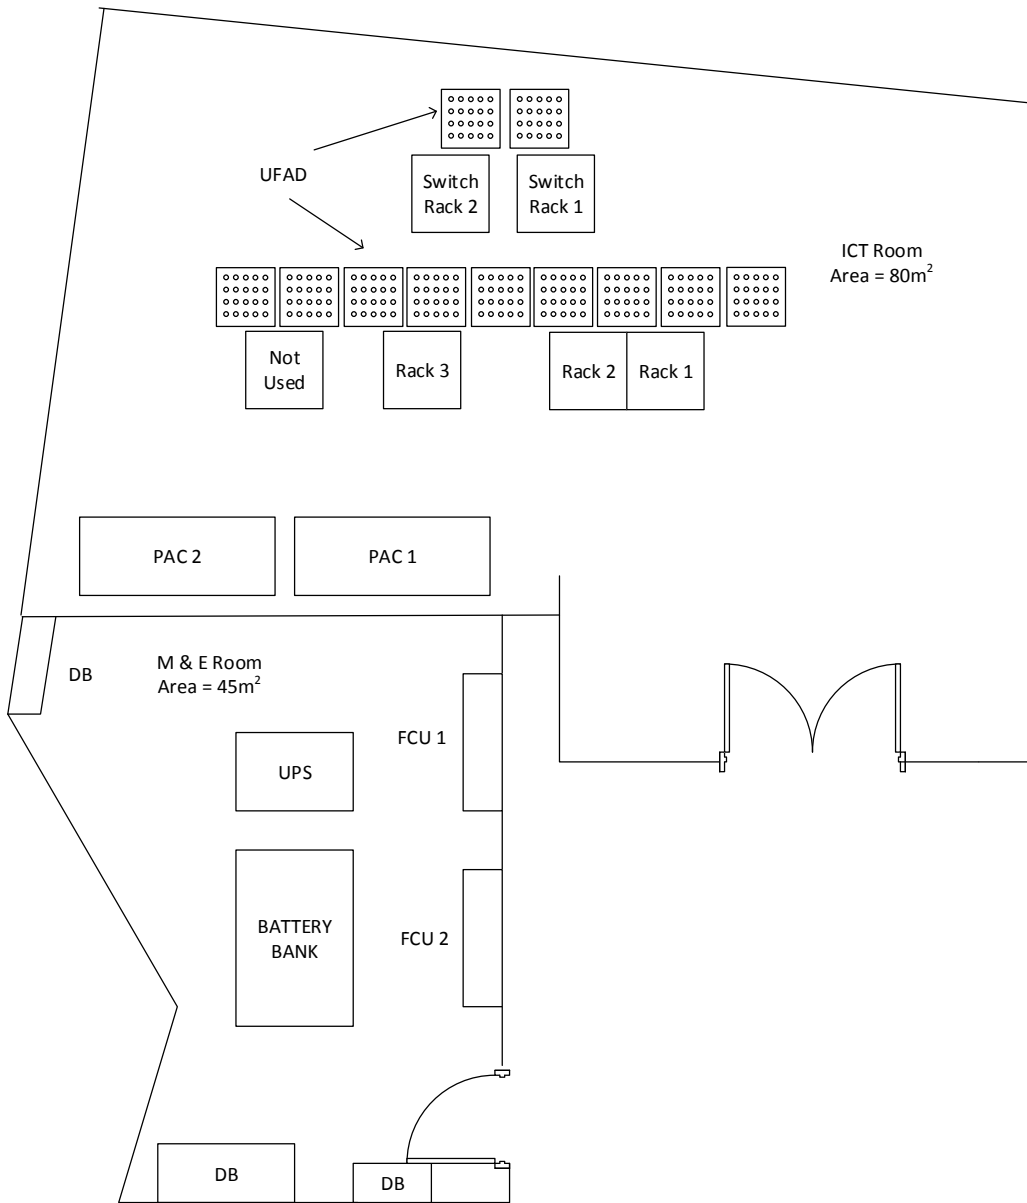 UFAD
Switch
Rack 2
Switch
Rack 1
ICT Room
Area = 80m²
Not
Used
Rack 3
Rack 2
Rack 1
PAC 2
PAC 1
DB
M & E Room
Area = 45m²
FCU 1
UPS
BATTERY
BANK
FCU 2
DB
DB